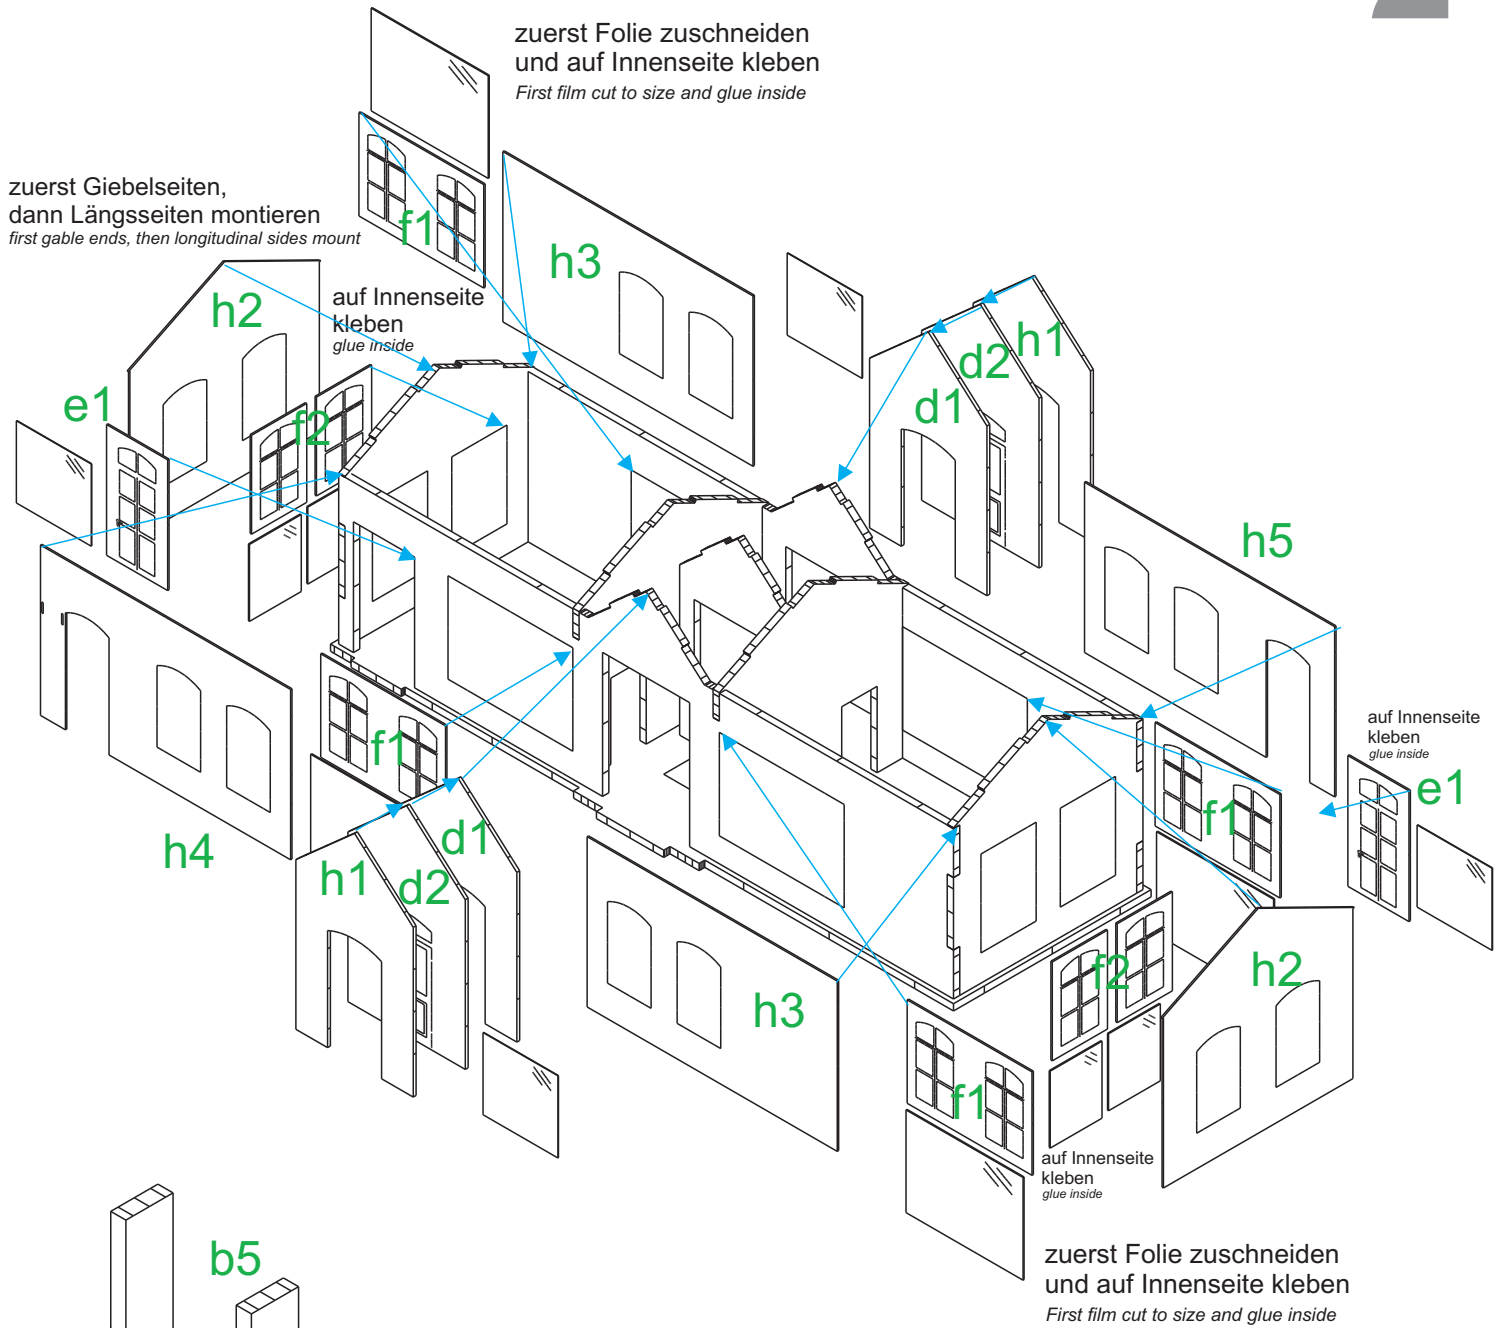 zuerst Folie zuschneiden
und auf Innenseite kleben
First film cut to size and glue inside
zuerst Giebelseiten,
dann Längsseiten montieren
first gable ends, then longitudinal sides mount
f1
h3
h2
auf Innenseite
kleben
glue inside
e1
f2
h1
d2
d1
h5
f1
h4
h1
d2
d1
auf Innenseite
kleben
glue inside
e1
f1
f2
h2
h3
f1
auf Innenseite
kleben
glue inside
zuerst Folie zuschneiden
und auf Innenseite kleben
First film cut to size and glue inside
b5